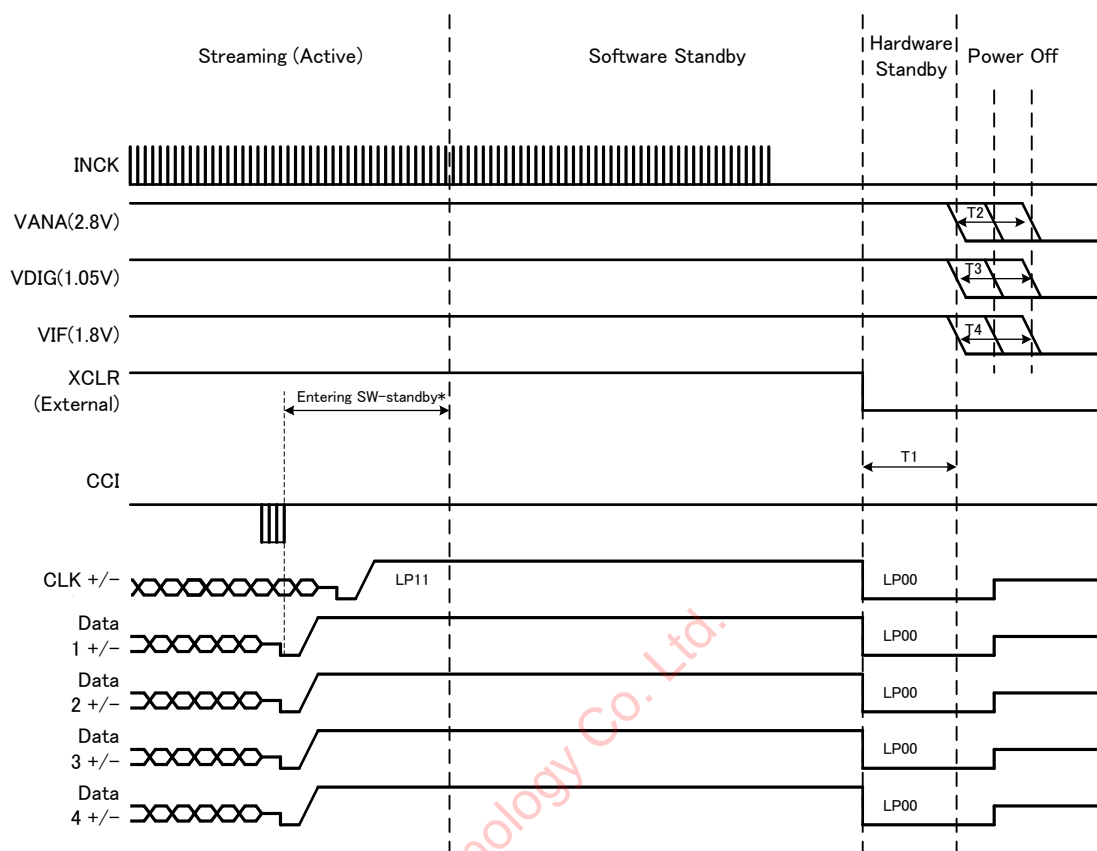 Streaming (Active)
Software Standby
Hardware
Standby
Power Off
INCK
VANA(2.8V)
T2
VDIG(1.05V)
T3
VIF(1.8V)
T4
XCLR
(External)
Entering SW-standby*
T1
CCI
CLK +/-
LP11
LP00
Data
1 +/-
LP00
Data
2 +/-
LP00
Data
3 +/-
LP00
Data
4 +/-
LP00
Co. Ltd.